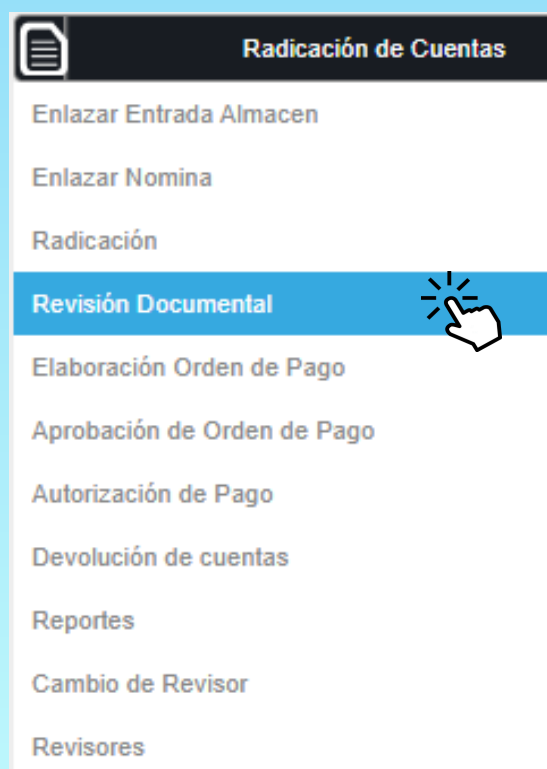 Radicación de Cuentas
Enlazar Entrada Almacen
Enlazar Nomina
Radicación
Revisión Documental
Elaboración Orden de Pago
Aprobación de Orden de Pago
Autorización de Pago
Devolución de cuentas
Reportes
Cambio de Revisor
Revisores